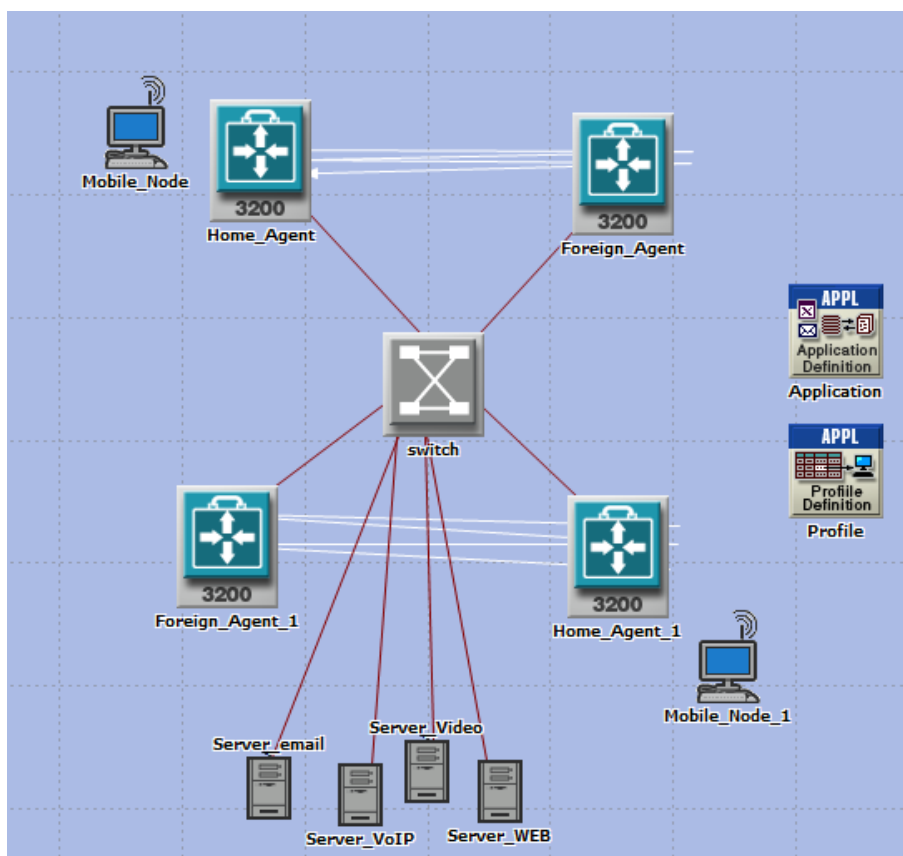 Mobile_Node
3200
Home_Agent
3200
Foreign_Agent
APPL
Application
Definition
Application
switch
APPL
Profiile
Definition
Profile
3200
Foreign_Agent_1
3200
Home_Agent_1
Mobile_Node_1
Server_email
Server_Video
Server_VoIP
Server_WEB